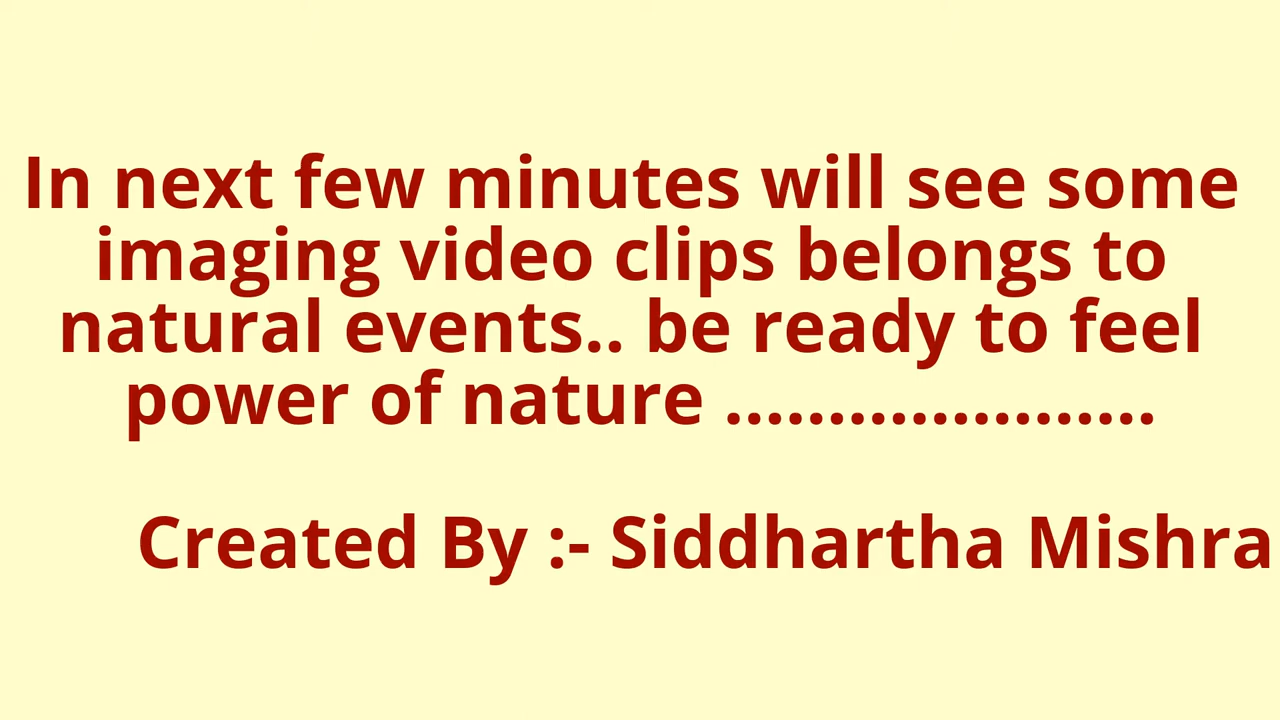 In next few minutes will see some
imaging video clips belongs to
natural events.. be ready to feel
power of nature ...................
Created By :- Siddhartha Mishra